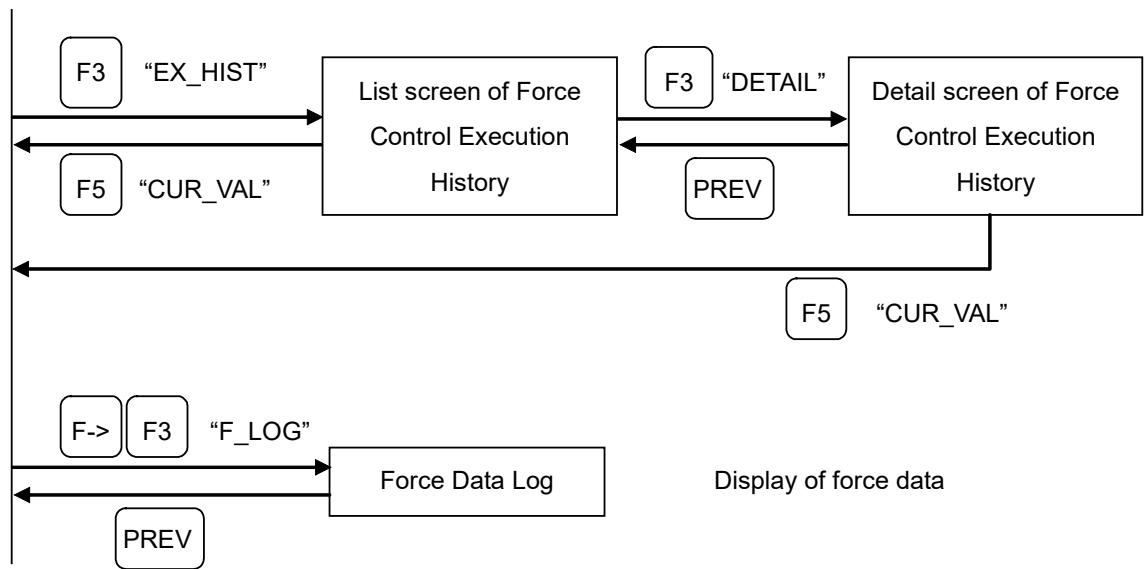 F3 “EX_HIST”
List screen of Force
Control Execution
History
F3 “DETAIL”
Detail screen of Force
Control Execution
History
F5 “CUR_VAL”
PREV
F5 “CUR_VAL”
F-> F3 “F_LOG”
Force Data Log
Display of force data
PREV